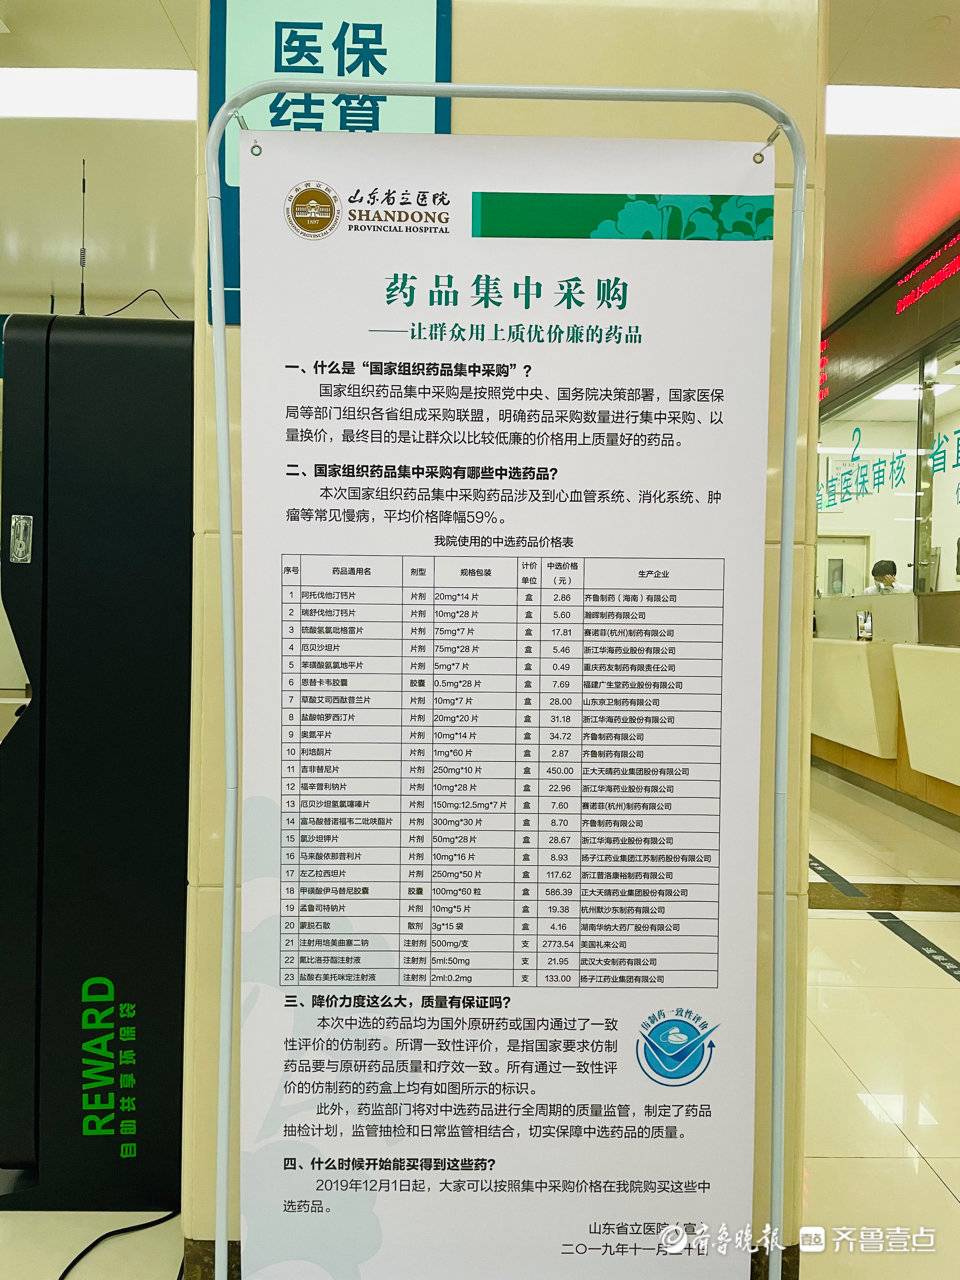 医保
结算
山东省立医院
SHANDONG
PROVINCIAL HOSPITAL
1897
药品集中采购
——让群众用上质优价廉的药品
一、什么是“国家组织药品集中采购”？
国家组织药品集中采购是按照党中央、国务院决策部署，国家医保
局等部门组织各省组成采购联盟，明确药品采购数量进行集中采购、以
量换价，最终目的是让群众以比较低廉的价格用上质量好的药品。
二、国家组织药品集中采购有哪些中选药品？
本次国家组织药品集中采购药品涉及到心血管系统、消化系统、肿
瘤等常见慢病，平均价格降幅59%。
我院使用的中选药品价格表
序号 药品通用名 剂型 规格包装 计价单位 中选价格（元） 生产企业
1 阿托伐他汀钙片 片剂 20mg*14片 盒 2.86 齐鲁制药（海南）有限公司
2 瑞舒伐他汀钙片 片剂 10mg*28片 盒 5.60 瀚晖制药有限公司
3 硫酸氢氯吡格雷片 片剂 75mg*7片 盒 17.81 赛诺菲(杭州)制药有限公司
4 厄贝沙坦片 片剂 75mg*28片 盒 5.46 浙江华海药业股份有限公司
5 苯磺酸氨氯地平片 片剂 5mg*7片 盒 0.49 重庆药友制药有限责任公司
6 恩替卡韦胶囊 胶囊 0.5mg*28片 盒 7.69 福建广生堂药业股份有限公司
7 草酸艾司西酞普兰片 片剂 10mg*7片 盒 28.00 山东京卫制药有限公司
8 盐酸帕罗西汀片 片剂 20mg*20片 盒 31.18 浙江华海药业股份有限公司
9 奥氮平片 片剂 10mg*14片 盒 34.72 齐鲁制药有限公司
10 利培酮片 片剂 1mg*60片 盒 2.87 齐鲁制药有限公司
11 吉非替尼片 片剂 250mg*10片 盒 450.00 正大天晴药业集团股份有限公司
12 福辛普利钠片 片剂 10mg*28片 盒 22.96 浙江华海药业股份有限公司
13 厄贝沙坦氢氯噻嗪片 片剂 150mg:12.5mg*7片 盒 7.60 赛诺菲(杭州)制药有限公司
14 富马酸替诺福韦二吡呋酯片 片剂 300mg*30片 盒 8.70 齐鲁制药有限公司
15 氯沙坦钾片 片剂 50mg*28片 盒 28.67 浙江华海药业股份有限公司
16 马来酸依那普利片 片剂 10mg*16片 盒 8.93 扬子江药业集团江苏制药股份有限公司
17 左乙拉西坦片 片剂 250mg*50片 盒 117.62 浙江普洛康裕制药有限公司
18 甲磺酸伊马替尼胶囊 胶囊 100mg*60粒 盒 586.39 正大天晴药业集团股份有限公司
19 孟鲁司特钠片 片剂 10mg*5片 盒 19.38 杭州默沙东制药有限公司
20 蒙脱石散 散剂 3g*15袋 盒 4.16 湖南华纳大药厂股份有限公司
21 注射用培美曲塞二钠 注射剂 500mg/支 支 2773.54 美国礼来公司
22 氟比洛芬酯注射液 注射剂 5ml:50mg 支 21.95 武汉大安制药有限公司
23 盐酸右美托咪定注射液 注射剂 2ml:0.2mg 支 133.00 扬子江药业集团有限公司
三、降价力度这么大，质量有保证吗？
本次中选的药品均为国外原研药或国内通过了一致
性评价的仿制药。所谓一致性评价，是指国家要求仿制
药品要与原研药品质量和疗效一致。所有通过一致性评
价的仿制药的药盒上均有如图所示的标识。
仿制药一致性评价
此外，药监部门将对中选药品进行全周期的质量监管，制定了药品
抽检计划，监管抽检和日常监管相结合，切实保障中选药品的质量。
四、什么时候开始能买得到这些药？
2019年12月1日起，大家可以按照集中采购价格在我院购买这些中
选药品。
山东省立医院（宣）
二〇一九年十一月二十日
REWARD
自助共享环保袋
2
省直医保审核
省直
齐鲁晚报
齐鲁壹点